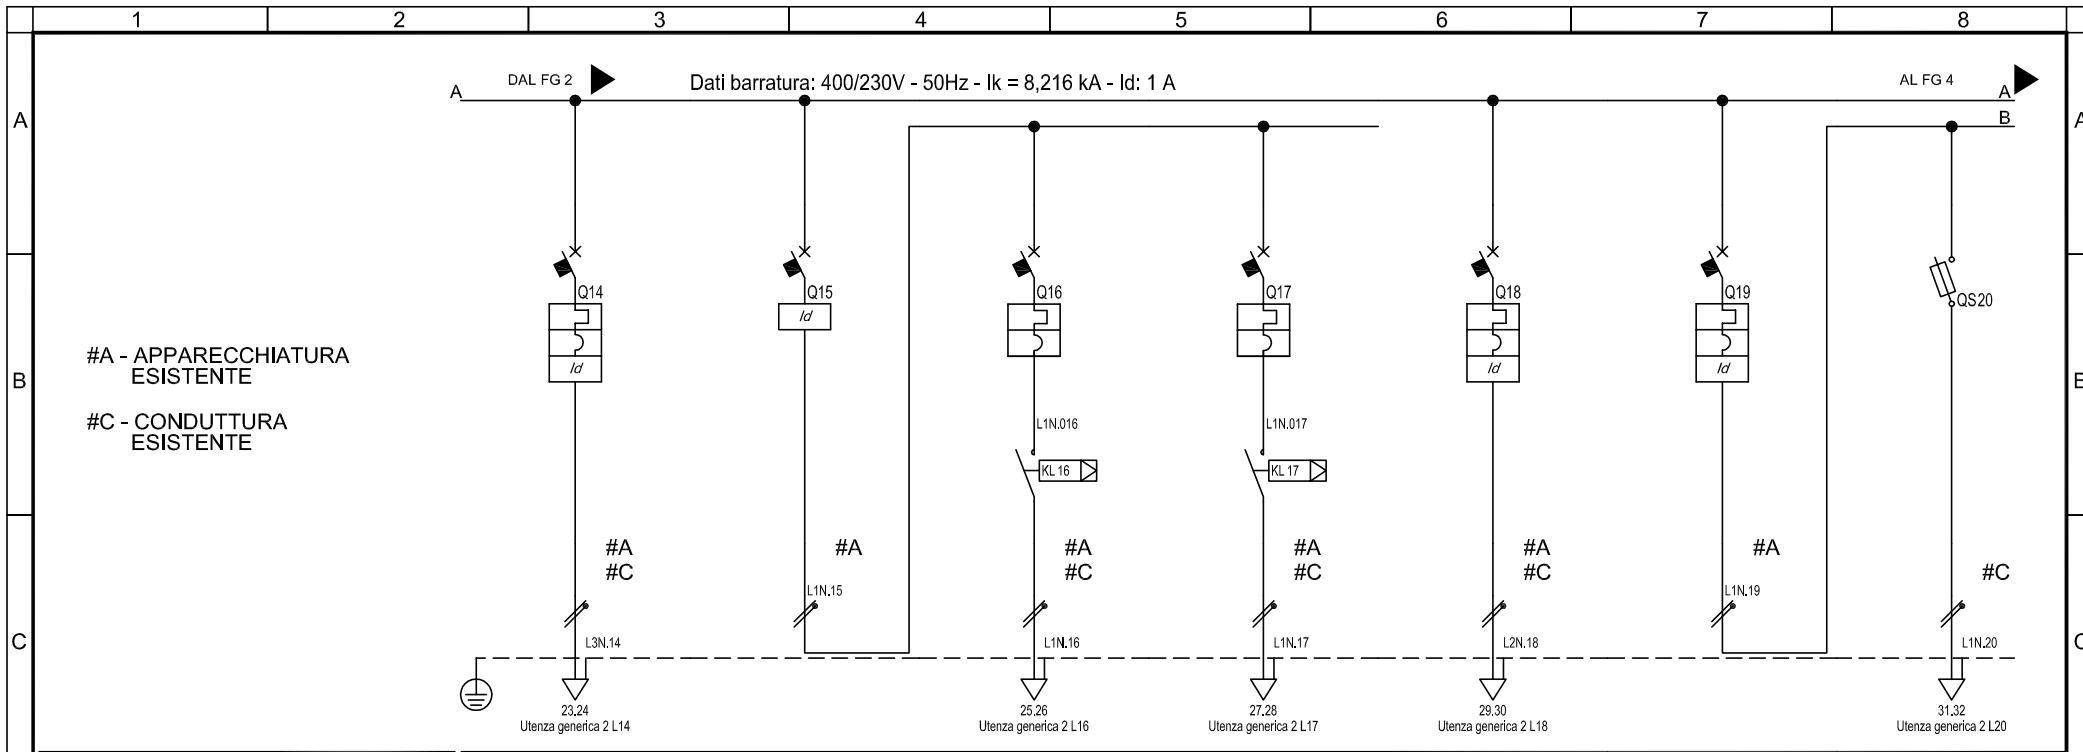 1 2 3 4 5 6 7 8
DAL FG 2
Dati barratura: 400/230V - 50Hz - Ik = 8,216 kA - Id: 1 A
AL FG 4
A A
B
A A
Q14 Q15 Q16 Q17 Q18 Q19 QS20
Id Id Id Id
#A - APPARECCHIATURA
ESISTENTE
#C - CONDUTTURA
ESISTENTE
B B
L1N.016 L1N.017
KL 16 KL 17
#A #A #A #A #A #A
#C #C #C #C #C
L1N.15 L1N.19
C C
L3N.14 L1N.16 L1N.17 L2N.18 L1N.20
23.24 25.26 27.28 29.30 31.32
Utenza generica 2 L14 Utenza generica 2 L16 Utenza generica 2 L17 Utenza generica 2 L18 Utenza generica 2 L20